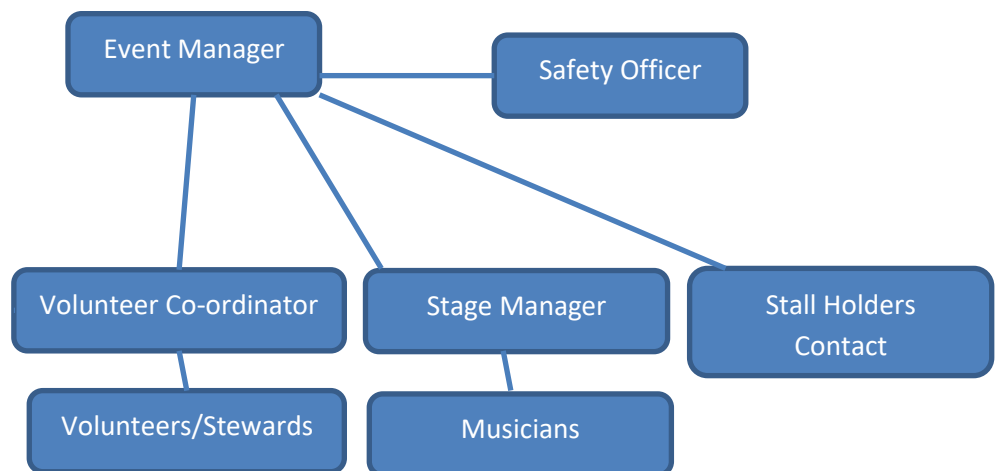 Event Manager
Safety Officer
Volunteer Co-ordinator
Stage Manager
Stall Holders
Contact
Volunteers/Stewards
Musicians